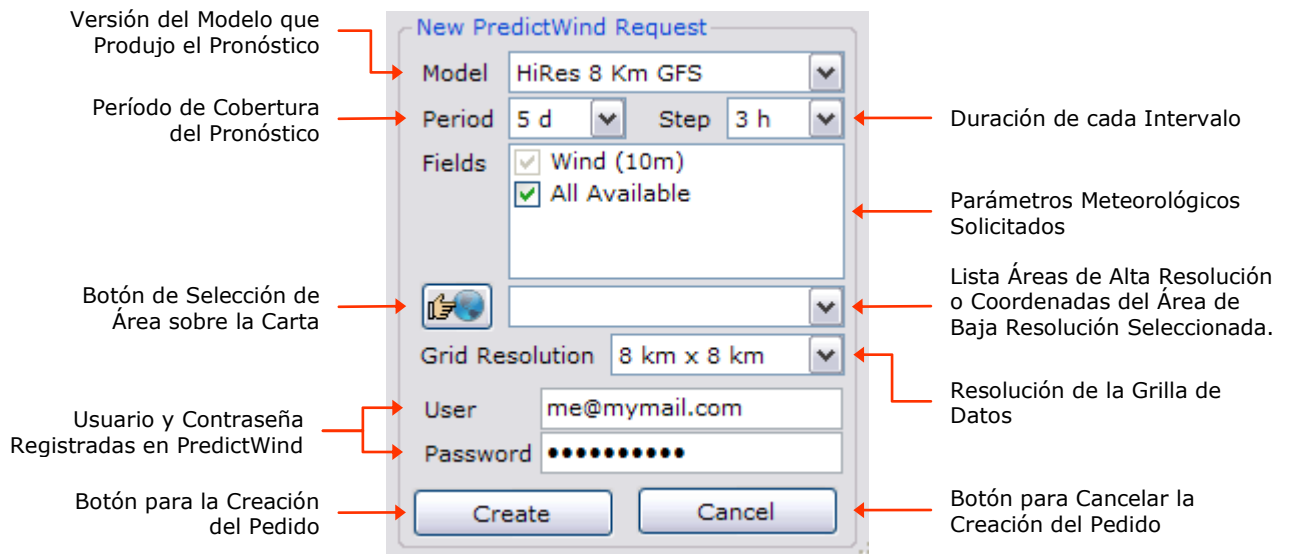 Versión del Modelo que
Produjo el Pronóstico
Período de Cobertura
del Pronóstico
Botón de Selección de
Área sobre la Carta
Usuario y Contraseña
Registradas en PredictWind
Botón para la Creación
del Pedido
New PredictWind Request
Model HiRes 8 Km GFS
Period 5 d Step 3 h
Fields Wind (10m)
All Available
Grid Resolution 8 km x 8 km
User me@mymail.com
Password ●●●●●●●●●●
Create Cancel
Duración de cada Intervalo
Parámetros Meteorológicos
Solicitados
Lista Áreas de Alta Resolución
o Coordenadas del Área de
Baja Resolución Seleccionada.
Resolución de la Grilla de
Datos
Botón para Cancelar la
Creación del Pedido